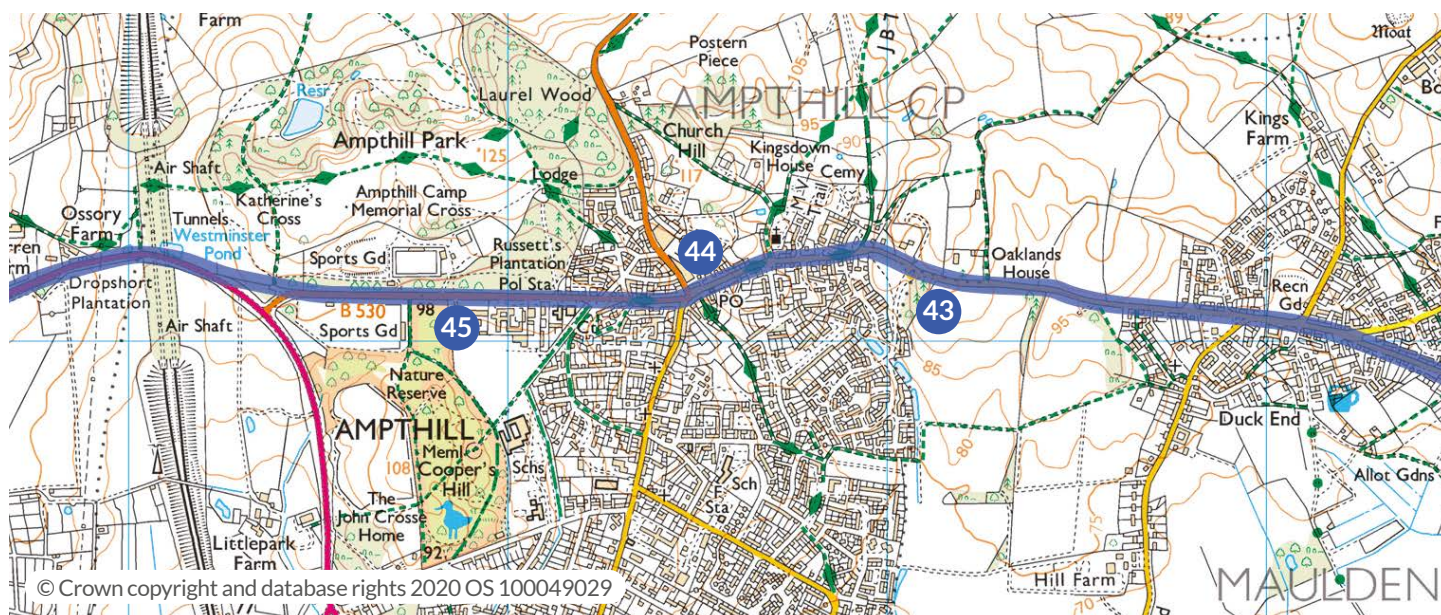 Farm
Resr
Laurel Wood
Postern
Piece
105
JBT
89
Moat
AMPTHILL CP
95
90
Ampthill Park
125
Church
Hill
117
Kingsdown
House
Cemy
M.V.
Trail
Kings
Farm
Air Shaft
Lodge
Katherine's
Cross
Ampthill Camp
Memorial Cross
Ossory
Farm
Tunnels
Westminster
Pond
Sports Gd
Russett's
Plantation
Pol Sta
44
Oaklands
House
Dropshort
Plantation
Recn
Gd
PO
B 530
98
45
43
Sports Gd
Air Shaft
95
85
Nature
Reserve
AMPTHILL
Meml
Cooper's
Hill
108
Schs
Duck End
80
Sch
F
Sta
Allot Gdns
The
John Crosse
Home
92
75
Littlepark
Farm
Hill Farm
70
MAULDEN
© Crown copyright and database rights 2020 OS 100049029